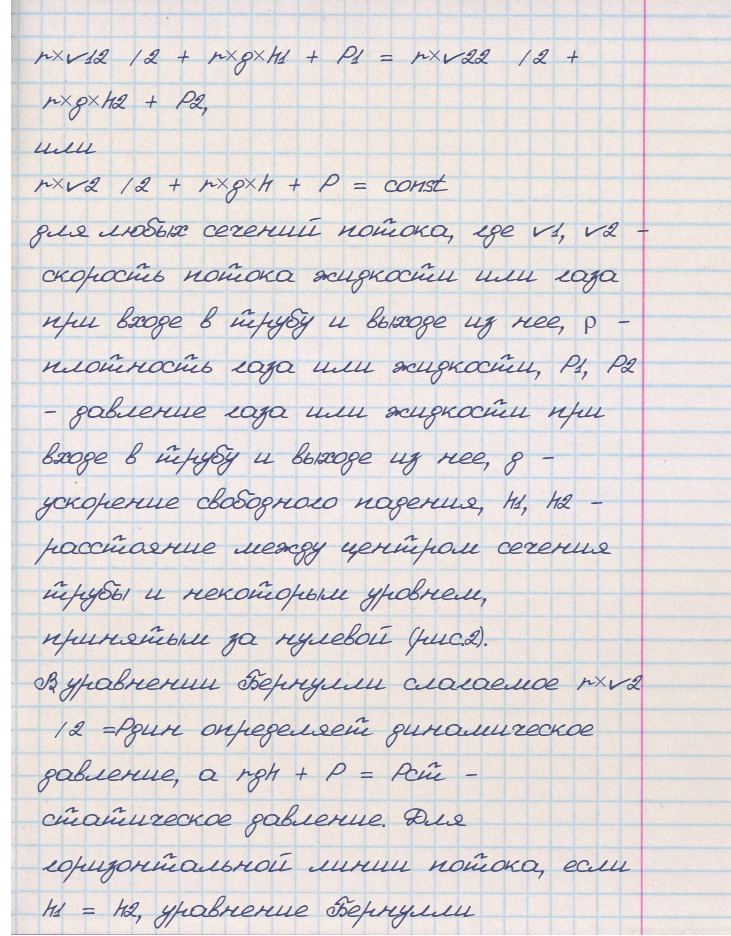 r×v12 /2 + r×g×h1 + P1 = r×v22 /2 +
r×g×h2 + P2,
или
r×v2 /2 + r×g×h + P = const
для любых сечений потока, где v1, v2 -
скорость потока жидкости или газа
при входе в трубу и выходе из нее, ρ -
плотность газа или жидкости, P1, P2
- давление газа или жидкости при
входе в трубу и выходе из нее, g -
ускорение свободного падения, h1, h2 -
расстояние между центром сечения
трубы и некоторым уровнем,
принятым за нулевой (рис.2).
В уравнении Бернулли слагаемое r×v2
/2 =Pдин определяет динамическое
давление, а rgh + P = Pст -
статическое давление. Для
горизонтальной линии потока, если
h1 = h2, уравнение Бернулли